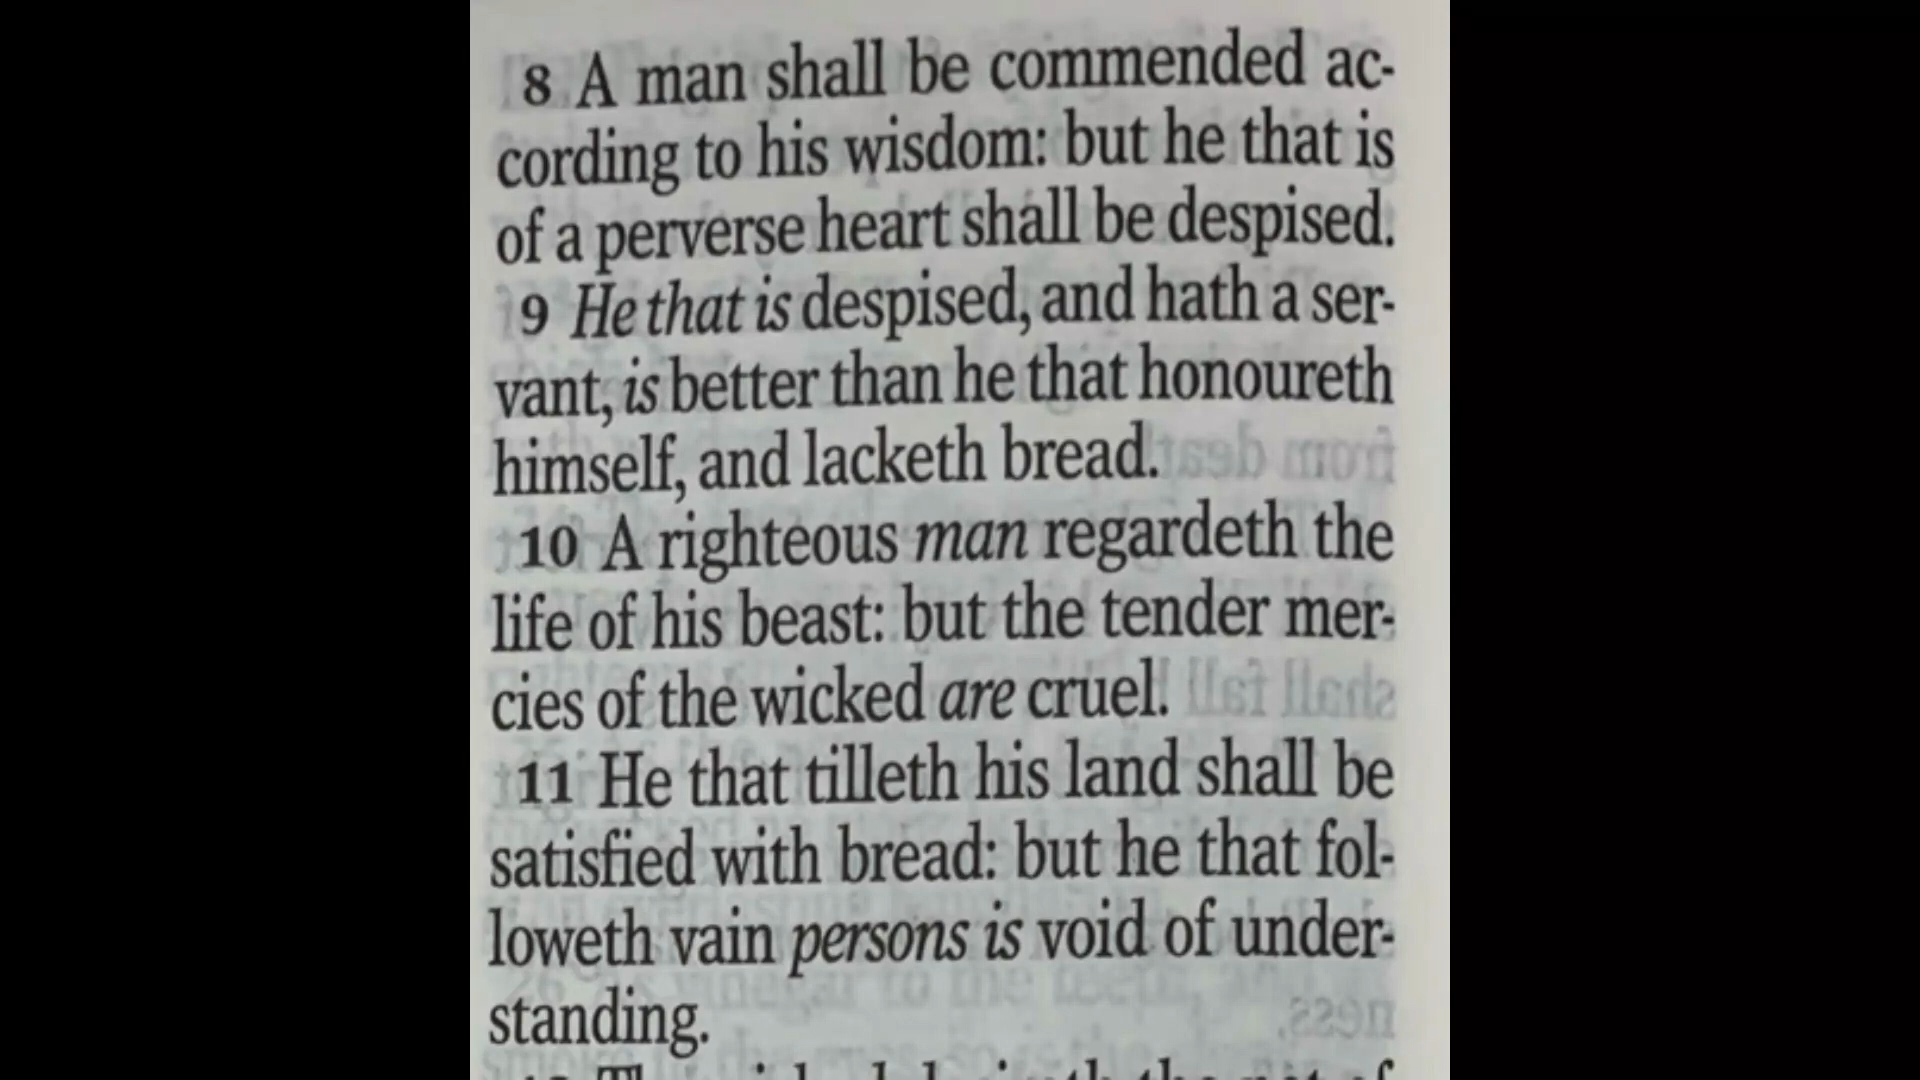 8 A man shall be commended ac-
cording to his wisdom: but he that is
of a perverse heart shall be despised.
9 He that is despised, and hath a ser-
vant, is better than he that honoureth
himself, and lacketh bread.
10 A righteous man regardeth the
life of his beast: but the tender mer-
cies of the wicked are cruel.
11 He that tilleth his land shall be
satisfied with bread: but he that fol-
loweth vain persons is void of under-
standing.